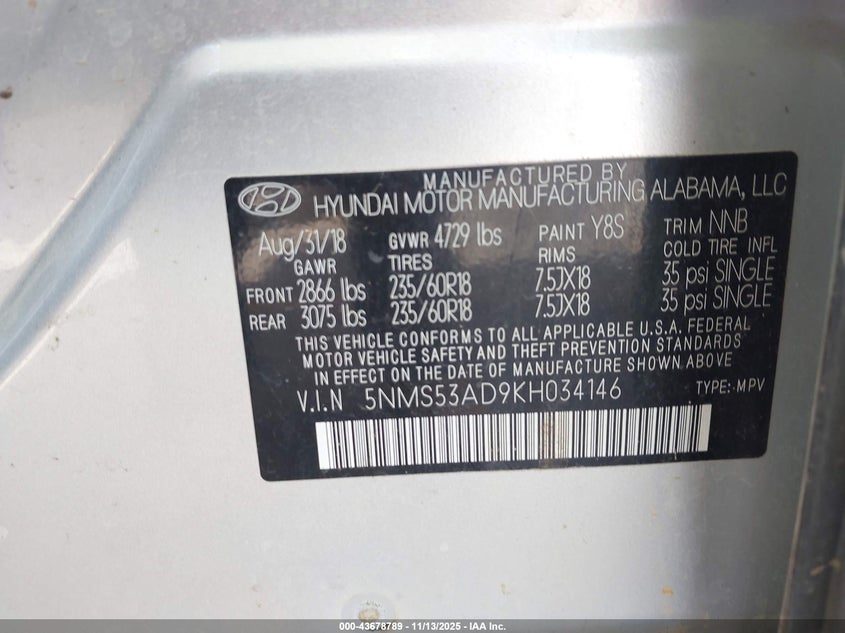 MANUFACTURED BY
HYUNDAI MOTOR MANUFACTURING ALABAMA, LLC
Aug/31/18 GVWR 4729 lbs PAINT Y8S TRIM NNB
GAWR TIRES RIMS COLD TIRE INFL
FRONT 2866 lbs 235/60R18 7.5JX18 35 psi SINGLE
REAR 3075 lbs 235/60R18 7.5JX18 35 psi SINGLE
THIS VEHICLE CONFORMS TO ALL APPLICABLE U.S.A. FEDERAL
MOTOR VEHICLE SAFETY AND THEFT PREVENTION STANDARDS
IN EFFECT ON THE DATE OF MANUFACTURE SHOWN ABOVE.
V.I.N 5NMS53AD9KH034146 TYPE: MPV
000-43678789 - 11/13/2025 - IAA Inc.